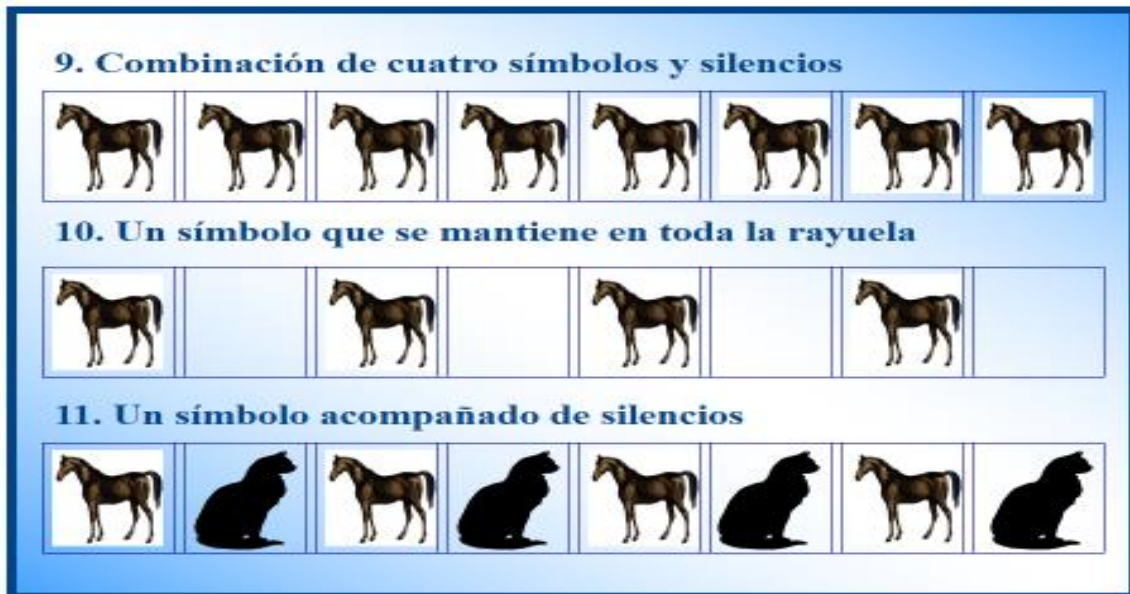 9. Combinación de cuatro símbolos y silencios
10. Un símbolo que se mantiene en toda la rayuela
11. Un símbolo acompañado de silencios